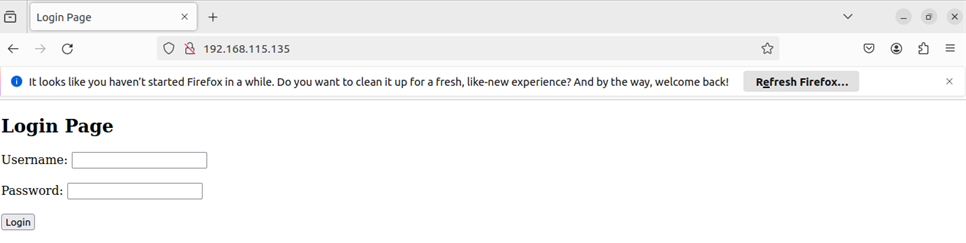 Login Page
192.168.115.135
It looks like you haven't started Firefox in a while. Do you want to clean it up for a fresh, like-new experience? And by the way, welcome back! Refresh Firefox...
Login Page
Username:
Password:
Login